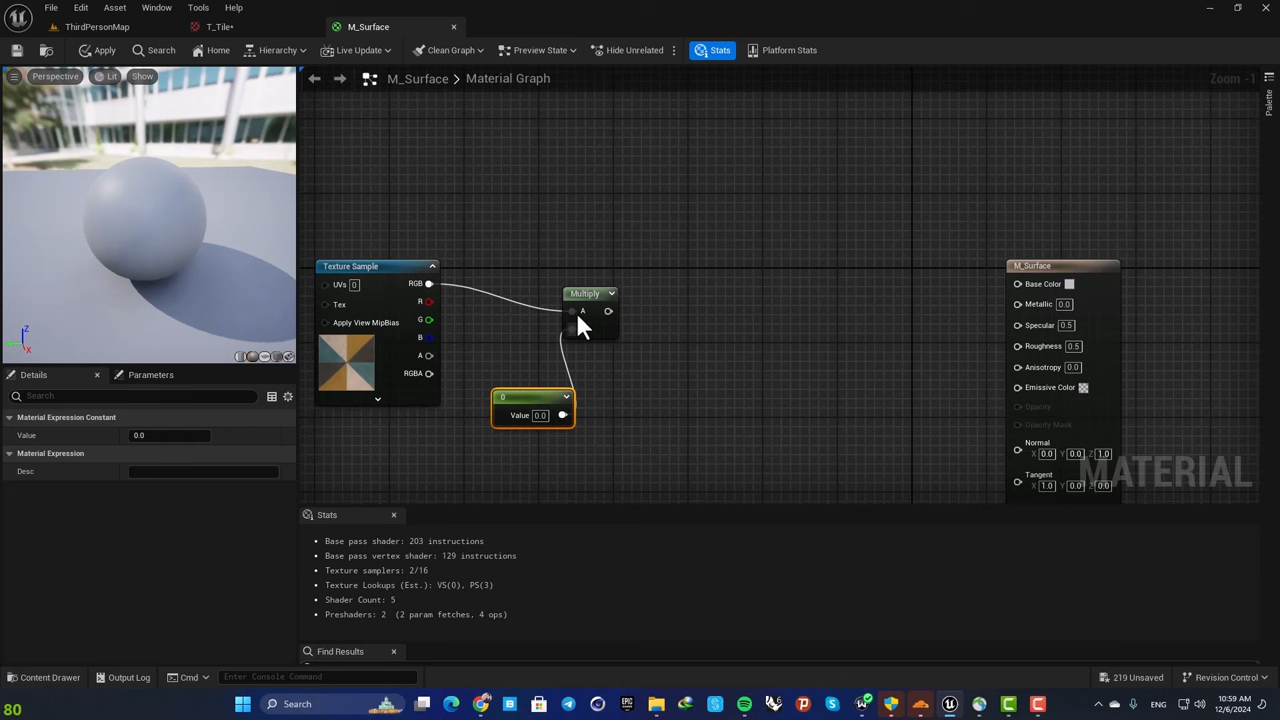 File Edit Asset Window Tools Help
ThirdPersonMap
T_Tile*
M_Surface
Apply Search Home Hierarchy Live Update Clean Graph Preview State Hide Unrelated Stats Platform Stats
Perspective Lit Show
M_Surface > Material Graph
Zoom -1
Palette
Texture Sample
UVs 0
Tex
Apply View MipBias
RGB
R
G
B
A
RGBA
Multiply
A
0
Value 0.0
M_Surface
Base Color
Metallic 0.0
Specular 0.5
Roughness 0.5
Anisotropy 0.0
Emissive Color
Opacity
Opacity Mask
Normal
X 0.0 Y 0.0 Z 1.0
Tangent
X 1.0 Y 0.0 Z 0.0
MATERIAL
Z
X
Details
Parameters
Search
Material Expression Constant
Value 0.0
Material Expression
Desc
Stats
Base pass shader: 203 instructions
Base pass vertex shader: 129 instructions
Texture samplers: 2/16
Texture Lookups (Est.): VS(0), PS(3)
Shader Count: 5
Preshaders: 2 (2 param fetches, 4 ops)
Find Results
Content Drawer Output Log Cmd Enter Console Command
219 Unsaved Revision Control
80
Search
ENG
10:59 AM
12/6/2024